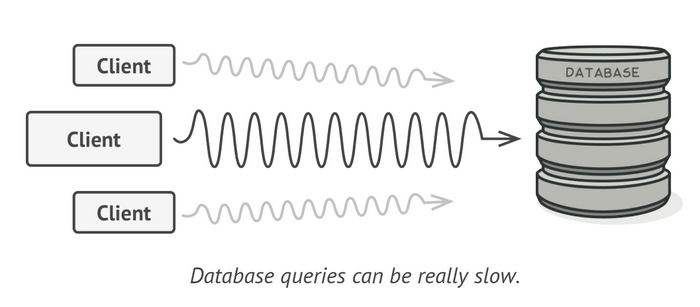 Client
DATABASE
Client
Client
Database queries can be really slow.